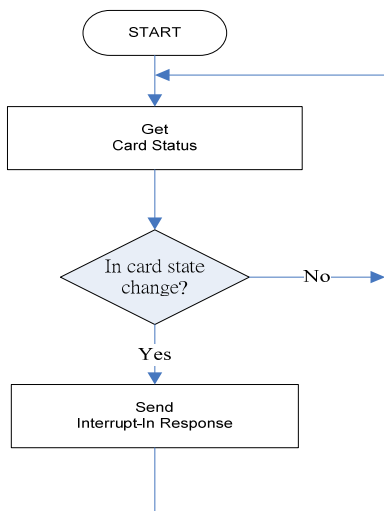 START
Get
Card Status
In card state
change?
No
Yes
Send
Interrupt-In Response